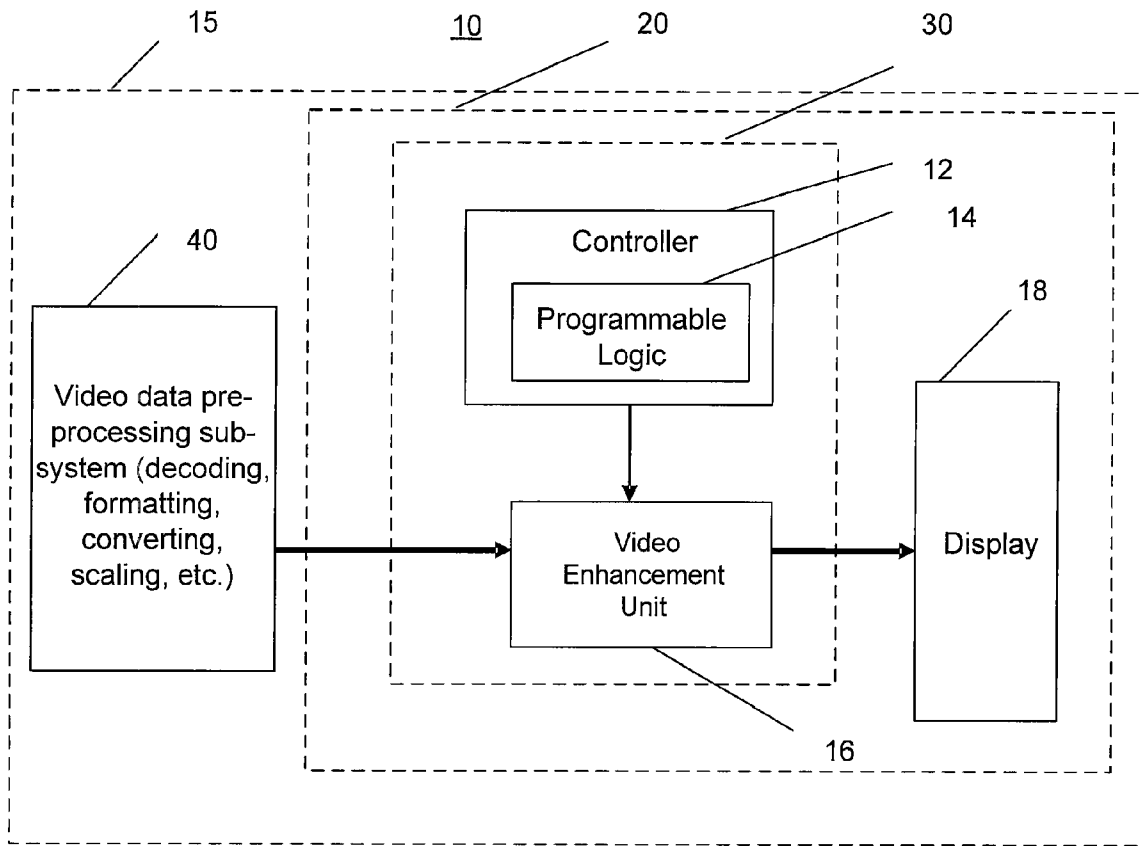 15
10
20
30
12
Controller
14
40
Programmable
Logic
18
Video data pre-
processing sub-
system (decoding,
formatting,
converting,
scaling, etc.)
Video
Enhancement
Unit
Display
16